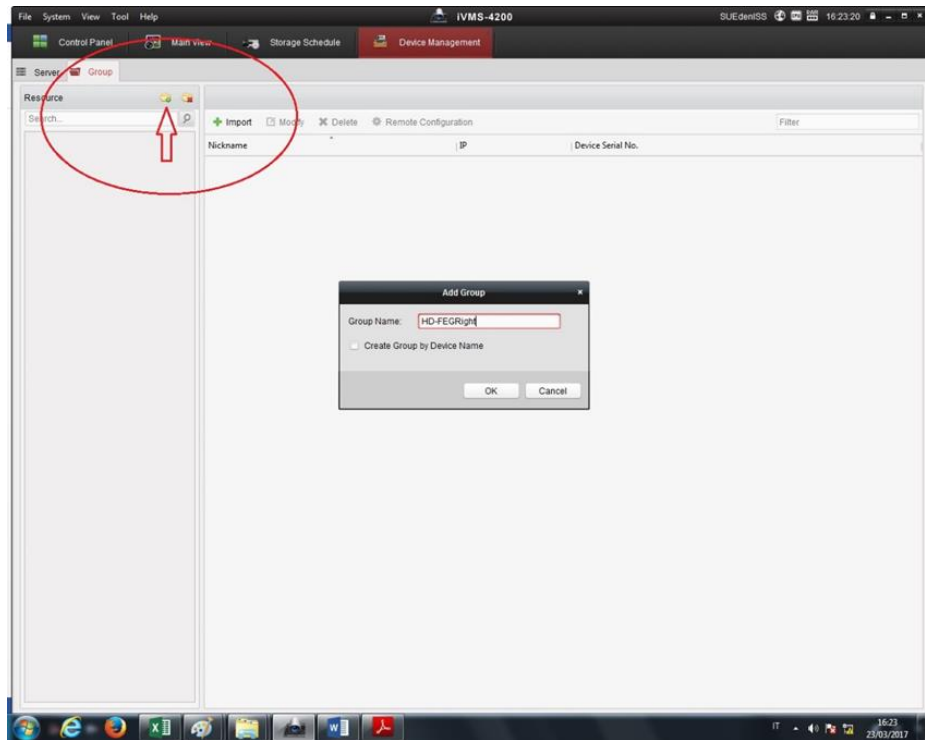 File System View Tool Help iVMS-4200 SUEdenISS 16:23:20
Control Panel Main View Storage Schedule Device Management
Server Group
Resource
Search... Import Modify Delete Remote Configuration Filter
Nickname IP Device Serial No.
Add Group
Group Name: HD-FEGRight
Create Group by Device Name
OK Cancel
IT 16:23
23/03/2017